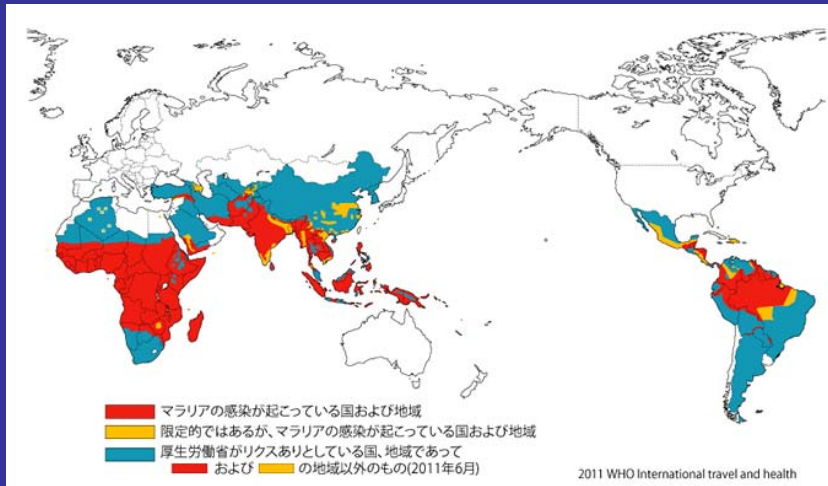 マラリアの感染が起こっている国および地域
限定的ではあるが、マラリアの感染が起こっている国および地域
厚生労働省がリクスありとしている国、地域であって
および の地域以外のもの(2011年6月)
2011 WHO International travel and health